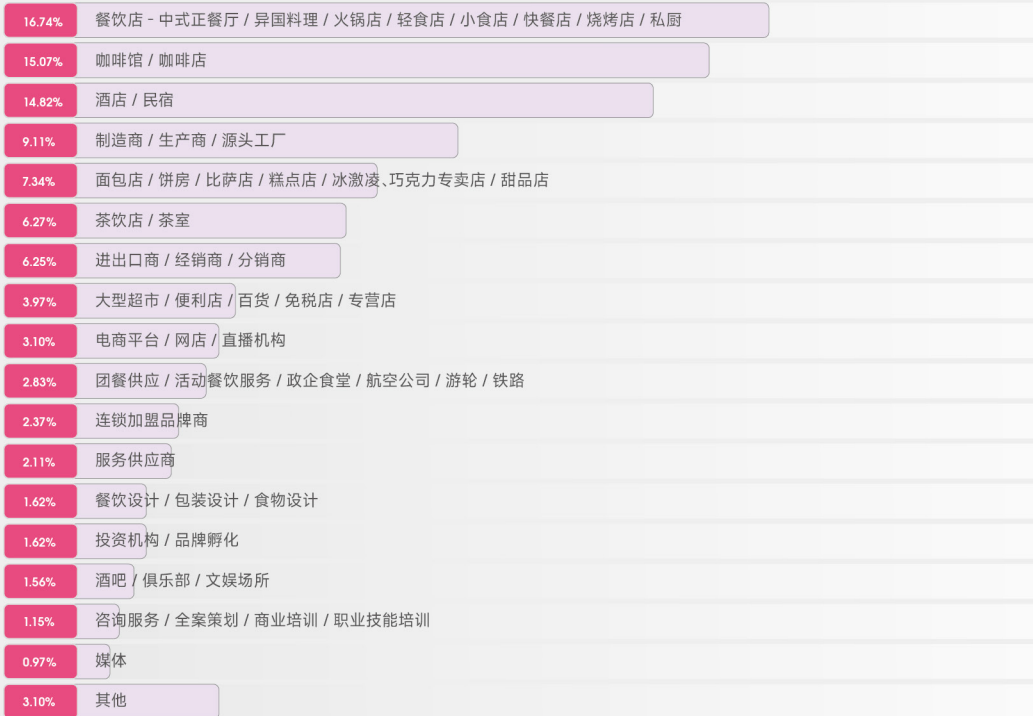 16.74% 餐饮店 - 中式正餐厅 / 异国料理 / 火锅店 / 轻食店 / 小食店 / 快餐店 / 烧烤店 / 私厨
15.07% 咖啡馆 / 咖啡店
14.82% 酒店 / 民宿
9.11% 制造商 / 生产商 / 源头工厂
7.34% 面包店 / 饼房 / 比萨店 / 糕点店 / 冰激凌、巧克力专卖店 / 甜品店
6.27% 茶饮店 / 茶室
6.25% 进出口商 / 经销商 / 分销商
3.97% 大型超市 / 便利店 / 百货 / 免税店 / 专营店
3.10% 电商平台 / 网店 / 直播机构
2.83% 团餐供应 / 活动餐饮服务 / 政企食堂 / 航空公司 / 游轮 / 铁路
2.37% 连锁加盟品牌商
2.11% 服务供应商
1.62% 餐饮设计 / 包装设计 / 食物设计
1.62% 投资机构 / 品牌孵化
1.56% 酒吧 / 俱乐部 / 文娱场所
1.15% 咨询服务 / 全案策划 / 商业培训 / 职业技能培训
0.97% 媒体
3.10% 其他